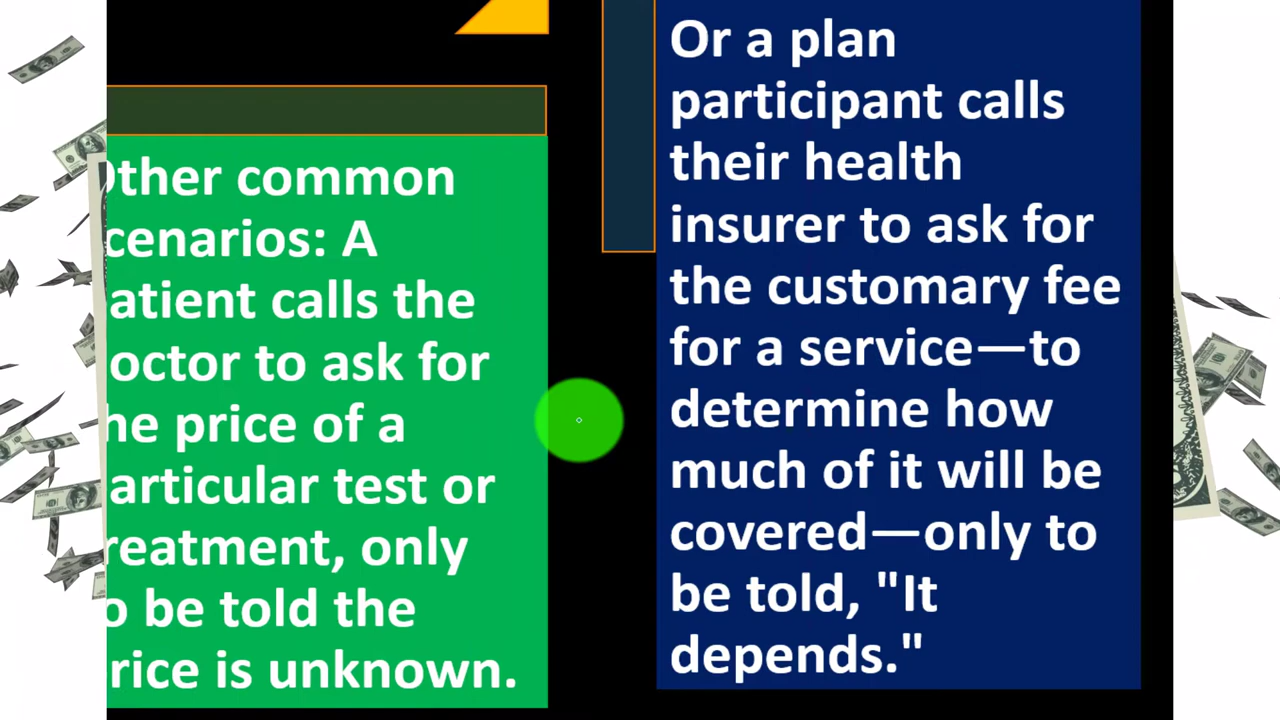 Other common
cenarios: A
atient calls the
octor to ask for
he price of a
articular test or
reatment, only
o be told the
rice is unknown.
Or a plan
participant calls
their health
insurer to ask for
the customary fee
for a service—to
determine how
much of it will be
covered—only to
be told, "It
depends."